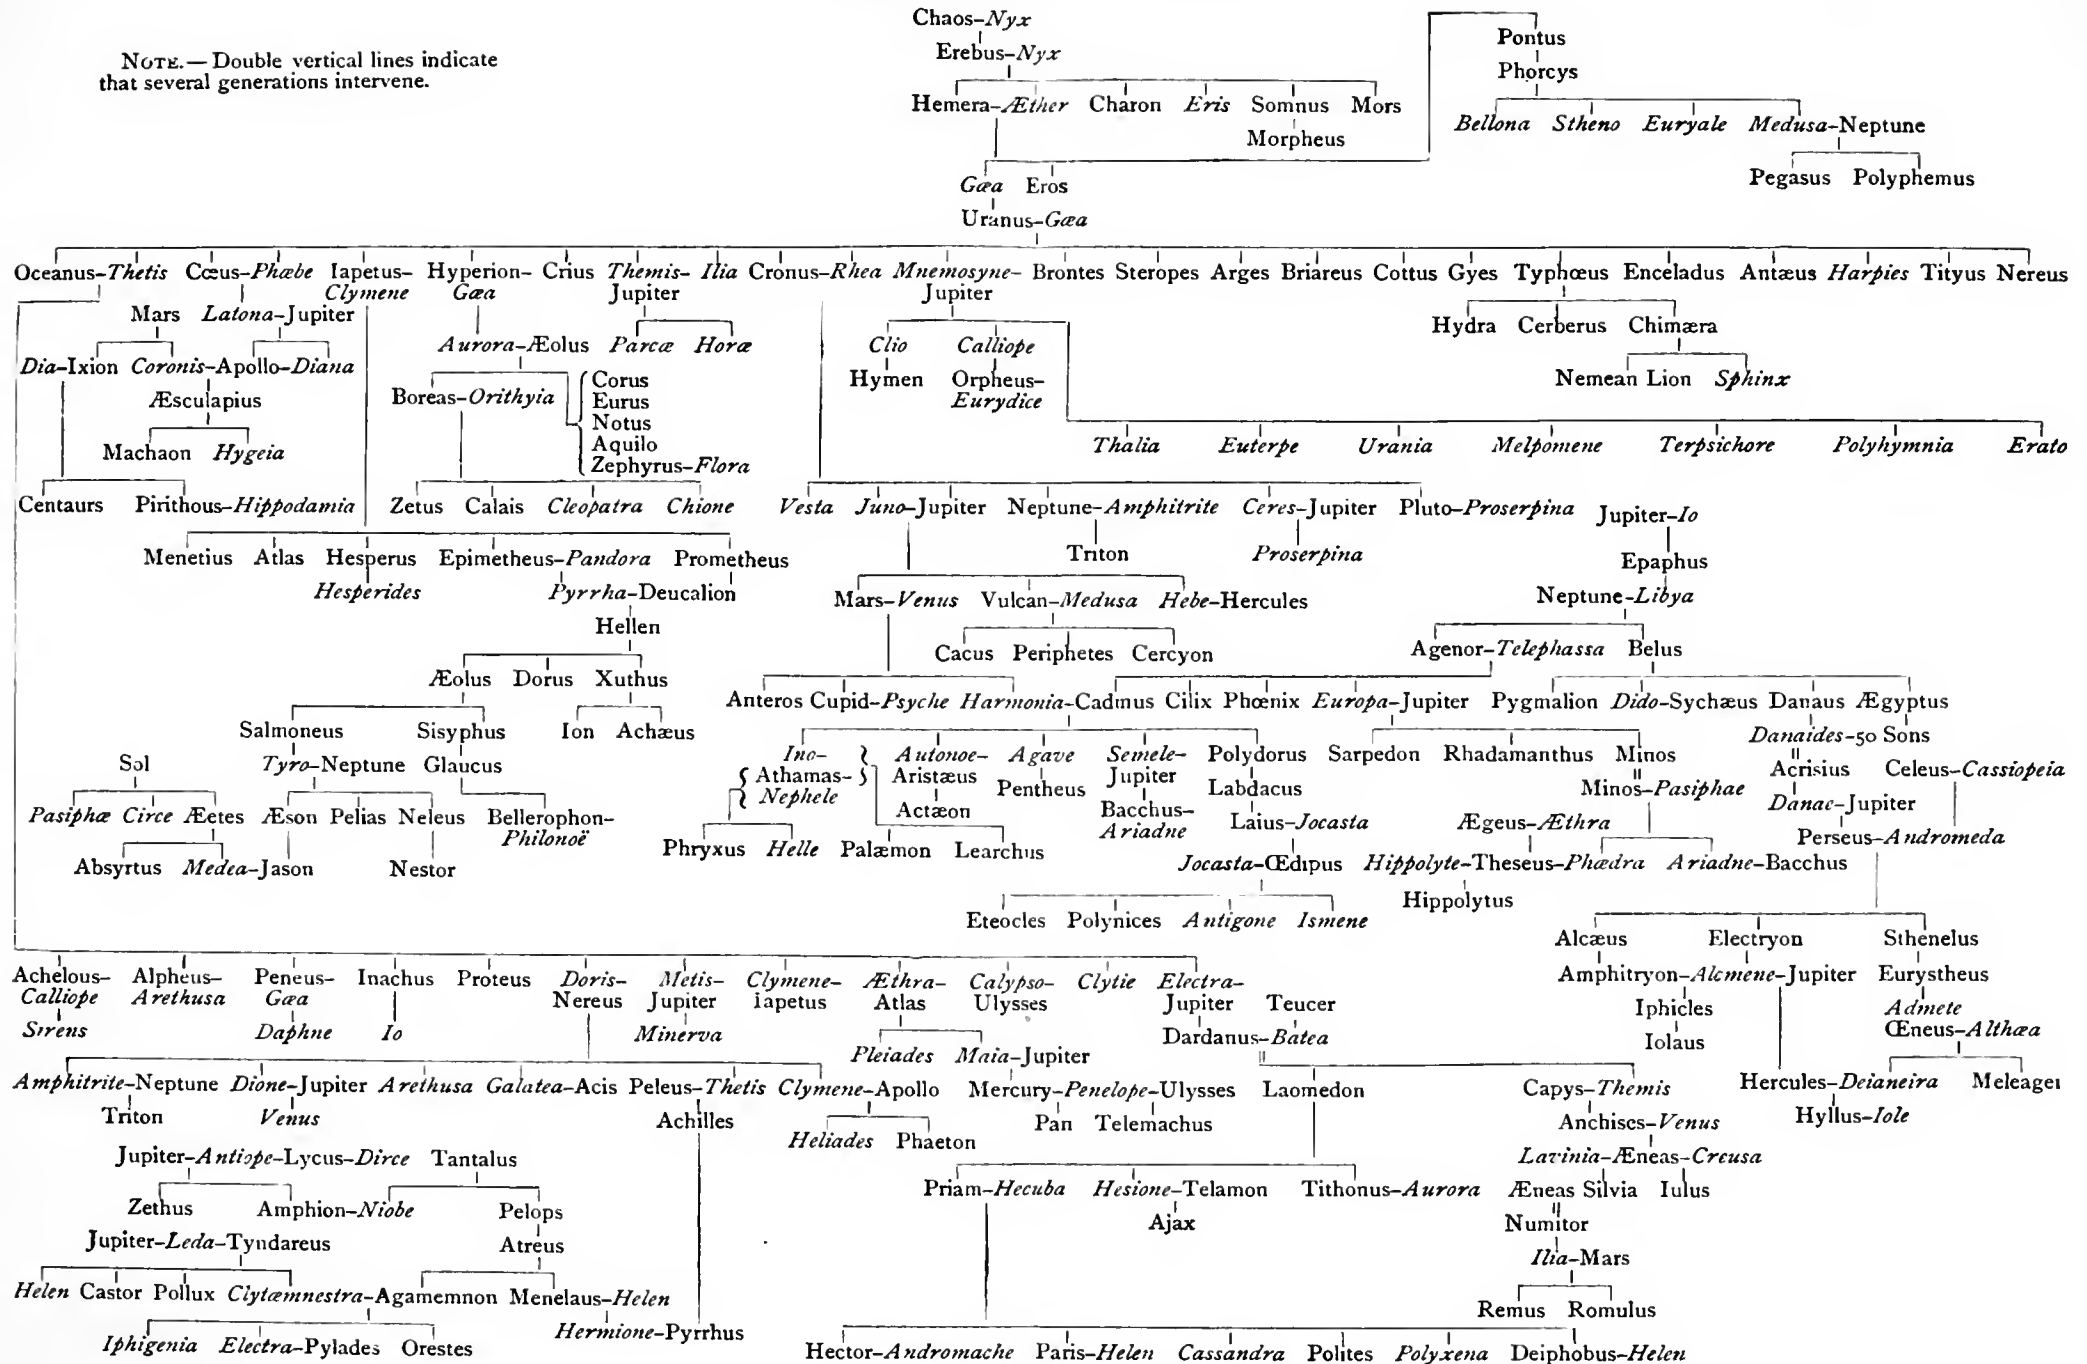 Chaos–Nyx
NOTE.— Double vertical lines indicate
that several generations intervene.
Erebus–Nyx
Pontus
Phorcys
Hemera–Æther Charon Eris Somnus Mors
Morpheus
Bellona Stheno Euryale Medusa–Neptune
Pegasus Polyphemus
Gæa Eros
Uranus–Gæa
Oceanus–Thetis Cœus–Phœbe Iapetus– Hyperion– Crius Themis– Ilia Cronus–Rhea Mnemosyne– Brontes Steropes Arges Briareus Cottus Gyes Typhœus Enceladus Antæus Harpies Tityus Nereus
Clymene Gæa Jupiter Jupiter
Mars Latona–Jupiter
Hydra Cerberus Chimæra
Aurora–Æolus Parcæ Horæ Clio Calliope
Dia–Ixion Coronis–Apollo–Diana
Hymen Orpheus–
Eurydice
Nemean Lion Sphinx
Æsculapius
Boreas–Orithyia
Corus
Eurus
Notus
Aquilo
Zephyrus–Flora
Machaon Hygeia
Thalia Euterpe Urania Melpomene Terpsichore Polyhymnia Erato
Centaurs Pirithous–Hippodamia Zetus Calais Cleopatra Chione Vesta Juno–Jupiter Neptune–Amphitrite Ceres–Jupiter Pluto–Proserpina Jupiter–Io
Menetius Atlas Hesperus Epimetheus–Pandora Prometheus Triton Proserpina Epaphus
Hesperides Pyrrha–Deucalion Mars–Venus Vulcan–Medusa Hebe–Hercules Neptune–Libya
Hellen
Cacus Periphetes Cercyon Agenor–Telephassa Belus
Æolus Dorus Xuthus
Anteros Cupid–Psyche Harmonia–Cadmus Cilix Phœnix Europa–Jupiter Pygmalion Dido–Sychæus Danaus Ægyptus
Salmoneus Sisyphus Ion Achæus
Danaides–50 Sons
Sol Tyro–Neptune Glaucus
Ino– Autonoe– Agave Semele– Polydorus Sarpedon Rhadamanthus Minos
Athamas– Aristæus Pentheus Jupiter Labdacus Minos–Pasiphae Acrisius Celeus–Cassiopeia
Nephele Actæon Bacchus– Danae–Jupiter
Ariadne
Pasiphæ Circe Æetes Æson Pelias Neleus Bellerophon–
Philonoë
Laius–Jocasta Ægeus–Æthra Perseus–Andromeda
Phryxus Helle Palæmon Learchus
Absyrtus Medea–Jason Nestor
Jocasta–Œdipus Hippolyte–Theseus–Phædra Ariadne–Bacchus
Hippolytus
Eteocles Polynices Antigone Ismene
Alcæus Electryon Sthenelus
Achelous– Alpheus– Peneus– Inachus Proteus Doris– Metis– Clymene– Æthra– Calypso– Clytie Electra– Amphitryon–Alcmene–Jupiter Eurystheus
Calliope Arethusa Gæa Nereus Jupiter Iapetus Atlas Ulysses Jupiter Teucer Iphicles Admete
Sirens Daphne Io Minerva Dardanus–Batea Iolaus Œneus–Althæa
Pleiades Maia–Jupiter
Amphitrite–Neptune Dione–Jupiter Arethusa Galatea–Acis Peleus–Thetis Clymene–Apollo Mercury–Penelope–Ulysses Laomedon Capys–Themis Hercules–Deianeira Meleager
Triton Venus Achilles Pan Telemachus Anchises–Venus Hyllus–Iole
Heliades Phaeton
Jupiter–Antiope–Lycus–Dirce Tantalus Lavinia–Æneas–Creusa
Zethus Amphion–Niobe Pelops
Priam–Hecuba Hesione–Telamon Tithonus–Aurora Æneas Silvia Iulus
Ajax Numitor
Jupiter–Leda–Tyndareus Atreus
Ilia–Mars
Helen Castor Pollux Clytæmnestra–Agamemnon Menelaus–Helen
Remus Romulus
Hermione–Pyrrhus
Iphigenia Electra–Pylades Orestes
Hector–Andromache Paris–Helen Cassandra Polites Polyxena Deiphobus–Helen